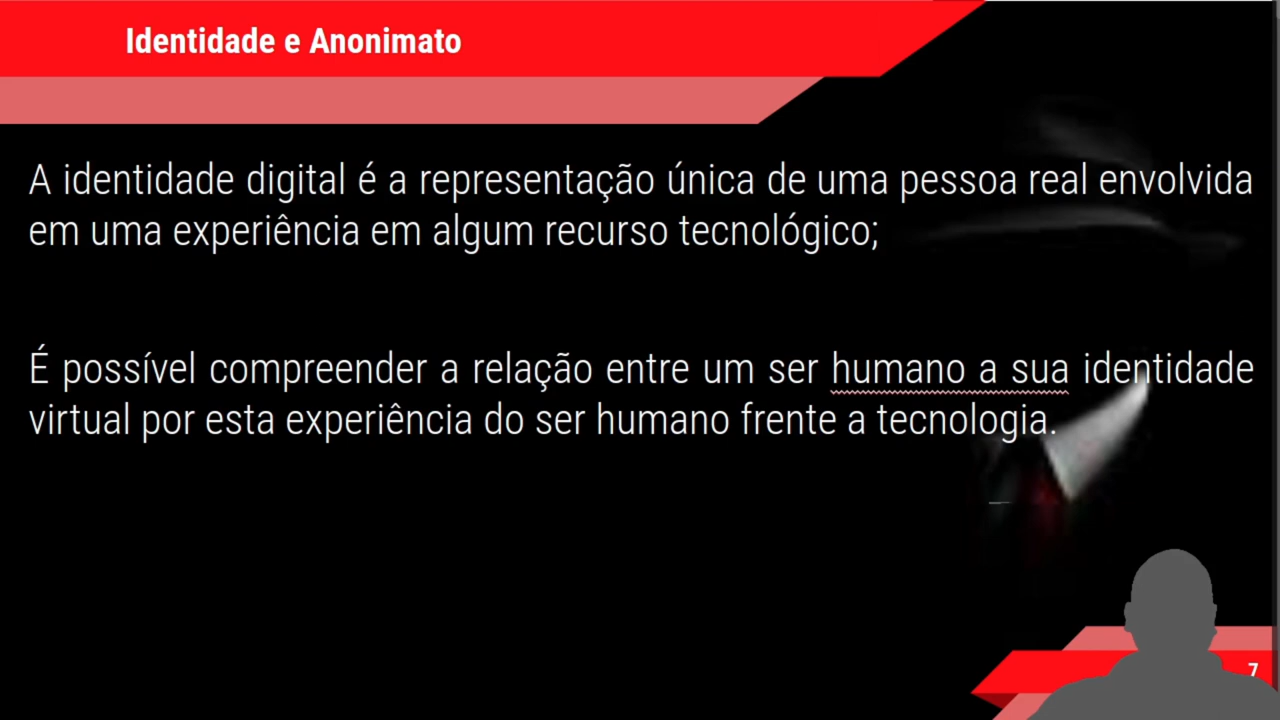 Identidade e Anonimato
A identidade digital é a representação única de uma pessoa real envolvida
em uma experiência em algum recurso tecnológico;
É possível compreender a relação entre um ser humano a sua identidade
virtual por esta experiência do ser humano frente a tecnologia.
7